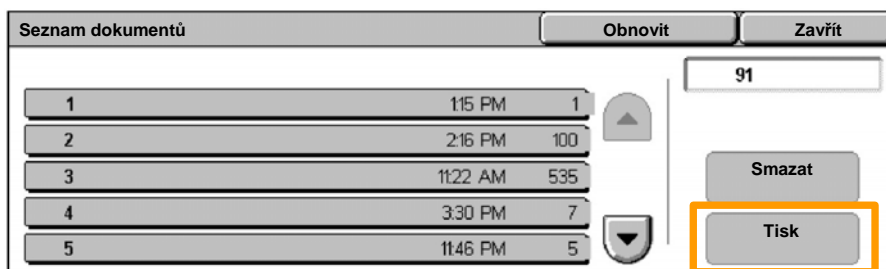 Seznam dokumentů Obnovit Zavřít
91
1 1:15 PM 1
2 2:16 PM 100
3 11:22 AM 535
4 3:30 PM 7
5 11:46 PM 5
Smazat
Tisk